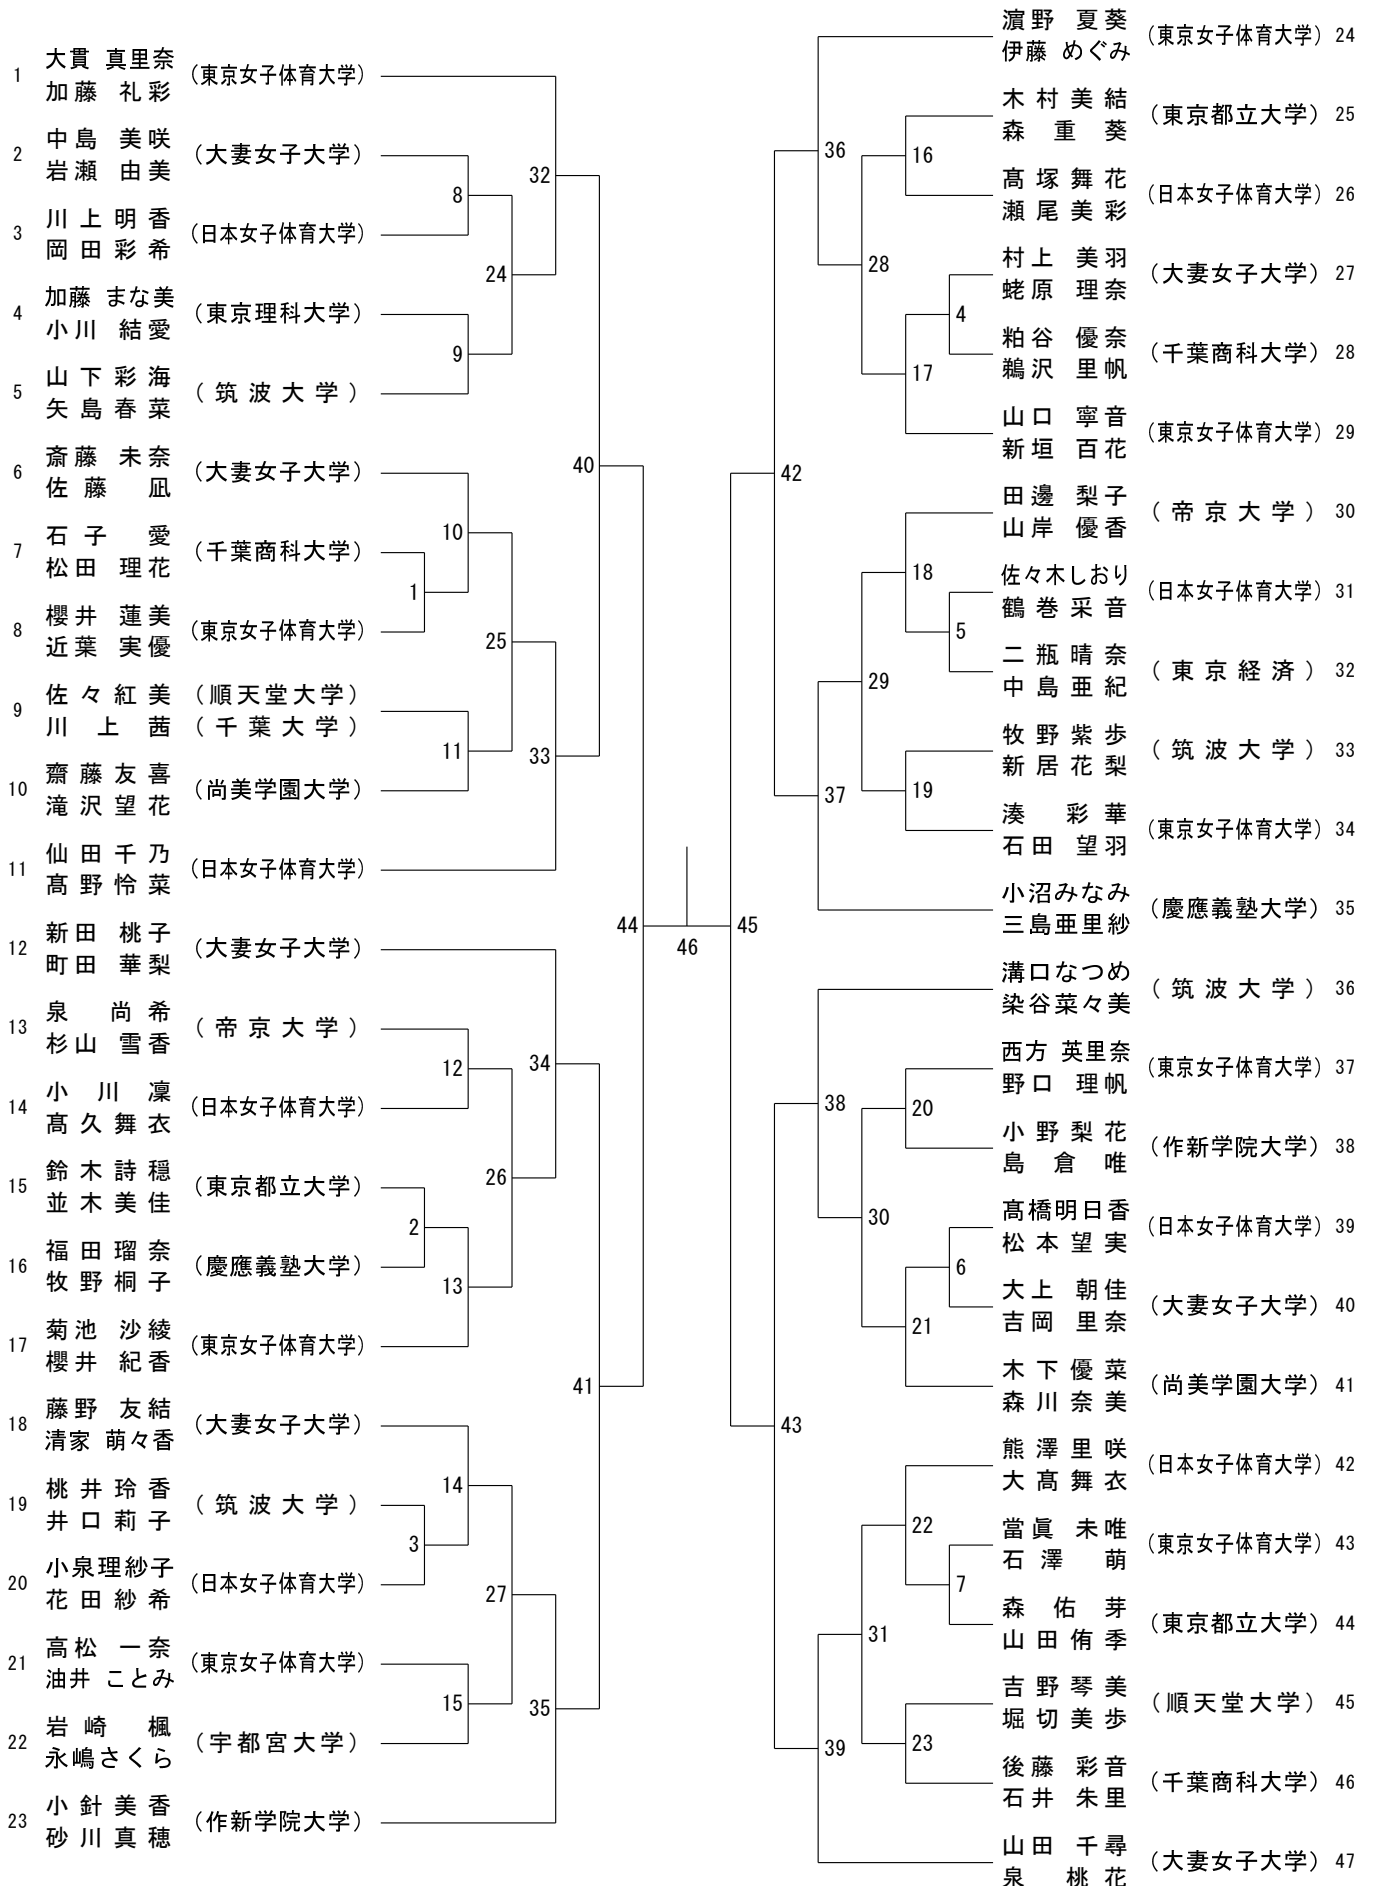 1 大貫 真里奈 (東京女子体育大学)
加藤 礼彩
2 中島 美咲 (大妻女子大学)
岩瀬 由美
3 川上明香 (日本女子体育大学)
岡田彩希
4 加藤 まな美 (東京理科大学)
小川 結愛
5 山下彩海 (筑波大学)
矢島春菜
6 斎藤 未奈 (大妻女子大学)
佐藤 凪
7 石子 愛 (千葉商科大学)
松田 理花
8 櫻井 蓮美 (東京女子体育大学)
近葉 実優
9 佐々紅美 (順天堂大学)
川上 茜 (千葉大学)
10 齋藤友喜 (尚美学園大学)
滝沢望花
11 仙田千乃 (日本女子体育大学)
髙野怜菜
12 新田 桃子 (大妻女子大学)
町田 華梨
13 泉 尚希 (帝京大学)
杉山 雪香
14 小川 凜 (日本女子体育大学)
髙久舞衣
15 鈴木詩穏 (東京都立大学)
並木美佳
16 福田瑠奈 (慶應義塾大学)
牧野桐子
17 菊池 沙綾 (東京女子体育大学)
櫻井 紀香
18 藤野 友結 (大妻女子大学)
清家 萌々香
19 桃井玲香 (筑波大学)
井口莉子
20 小泉理紗子 (日本女子体育大学)
花田紗希
21 高松 一奈 (東京女子体育大学)
油井 ことみ
22 岩崎 楓 (宇都宮大学)
永嶋さくら
23 小針美香 (作新学院大学)
砂川真穂
1
2
3
8
9
10
11
12
13
14
15
24
25
26
27
32
33
34
35
40
41
44
46
45
42
43
36
37
38
39
28
29
30
31
16
17
18
19
20
21
22
23
4
5
6
7
濵野 夏葵 (東京女子体育大学) 24
伊藤 めぐみ
木村美結 (東京都立大学) 25
森 重 葵
髙塚舞花 (日本女子体育大学) 26
瀬尾美彩
村上 美羽 (大妻女子大学) 27
蛯原 理奈
粕谷 優奈 (千葉商科大学) 28
鵜沢 里帆
山口 寧音 (東京女子体育大学) 29
新垣 百花
田邊 梨子 (帝京大学) 30
山岸 優香
佐々木しおり (日本女子体育大学) 31
鶴巻采音
二瓶晴奈 (東京経済) 32
中島亜紀
牧野紫歩 (筑波大学) 33
新居花梨
湊 彩華 (東京女子体育大学) 34
石田 望羽
小沼みなみ (慶應義塾大学) 35
三島亜里紗
溝口なつめ (筑波大学) 36
染谷菜々美
西方 英里奈 (東京女子体育大学) 37
野口 理帆
小野梨花 (作新学院大学) 38
島倉 唯
髙橋明日香 (日本女子体育大学) 39
松本望実
大上 朝佳 (大妻女子大学) 40
吉岡 里奈
木下優菜 (尚美学園大学) 41
森川奈美
熊澤里咲 (日本女子体育大学) 42
大髙舞衣
當眞 未唯 (東京女子体育大学) 43
石澤 萌
森 佑芽 (東京都立大学) 44
山田侑季
吉野琴美 (順天堂大学) 45
堀切美歩
後藤 彩音 (千葉商科大学) 46
石井 朱里
山田 千尋 (大妻女子大学) 47
泉 桃花